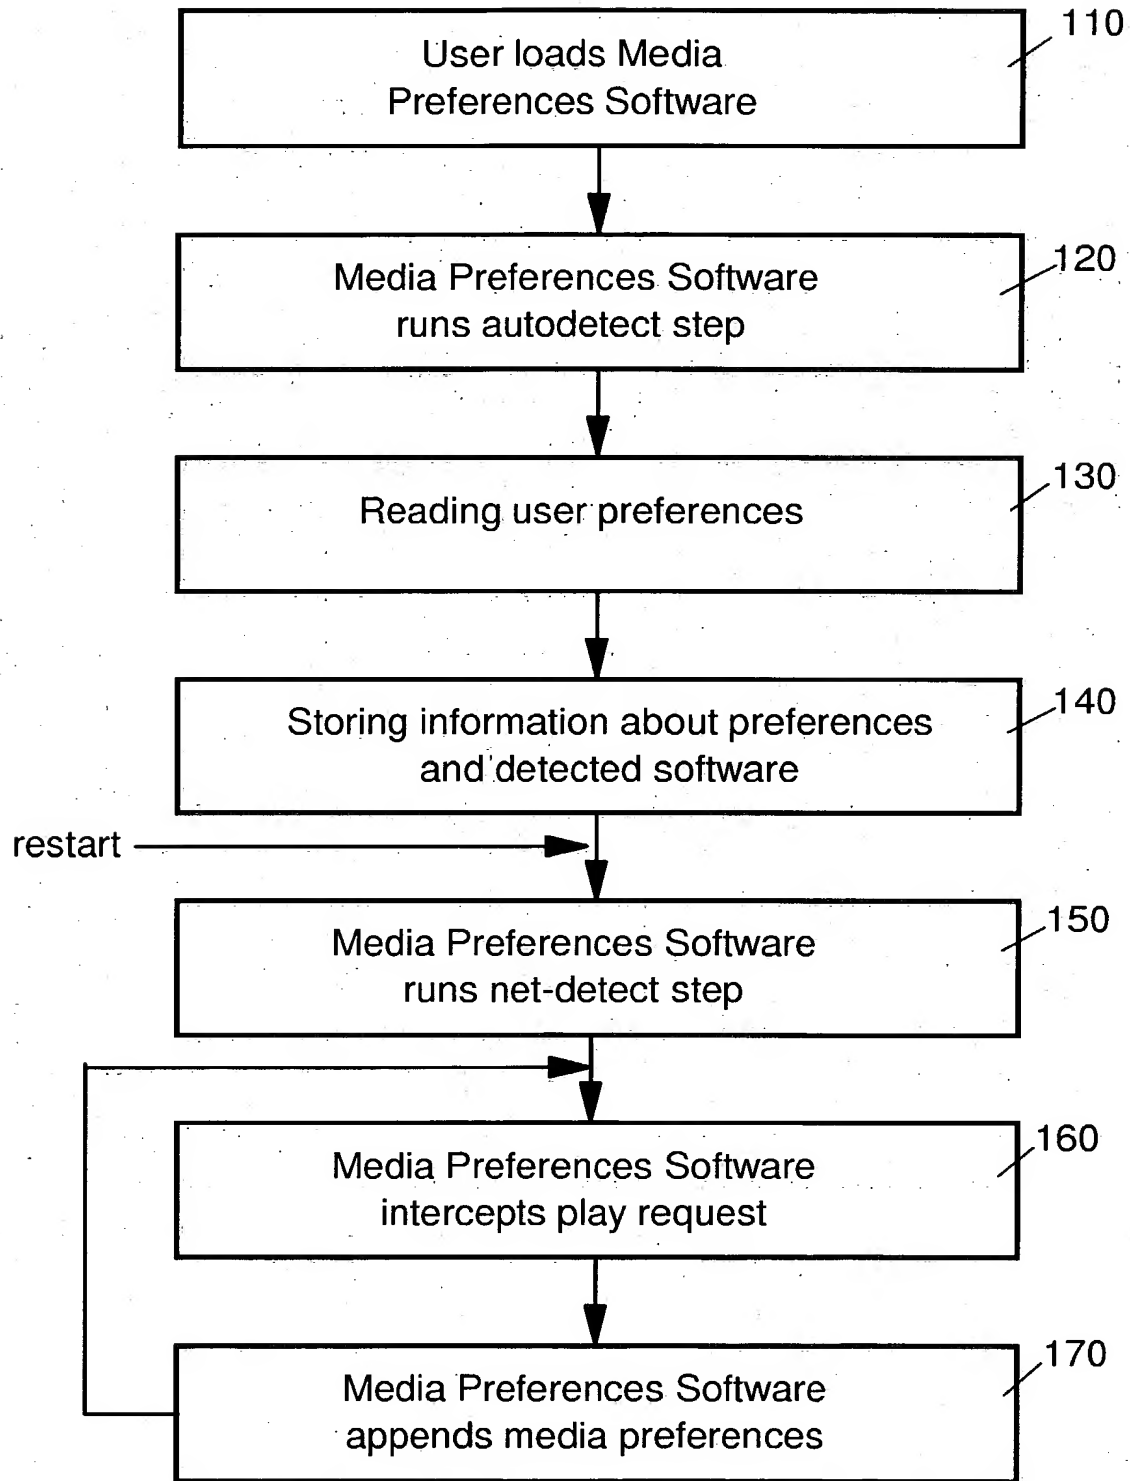 110
User loads Media
Preferences Software
120
Media Preferences Software
runs autodetect step
130
Reading user preferences
140
Storing information about preferences
and detected software
restart
150
Media Preferences Software
runs net-detect step
160
Media Preferences Software
intercepts play request
170
Media Preferences Software
appends media preferences